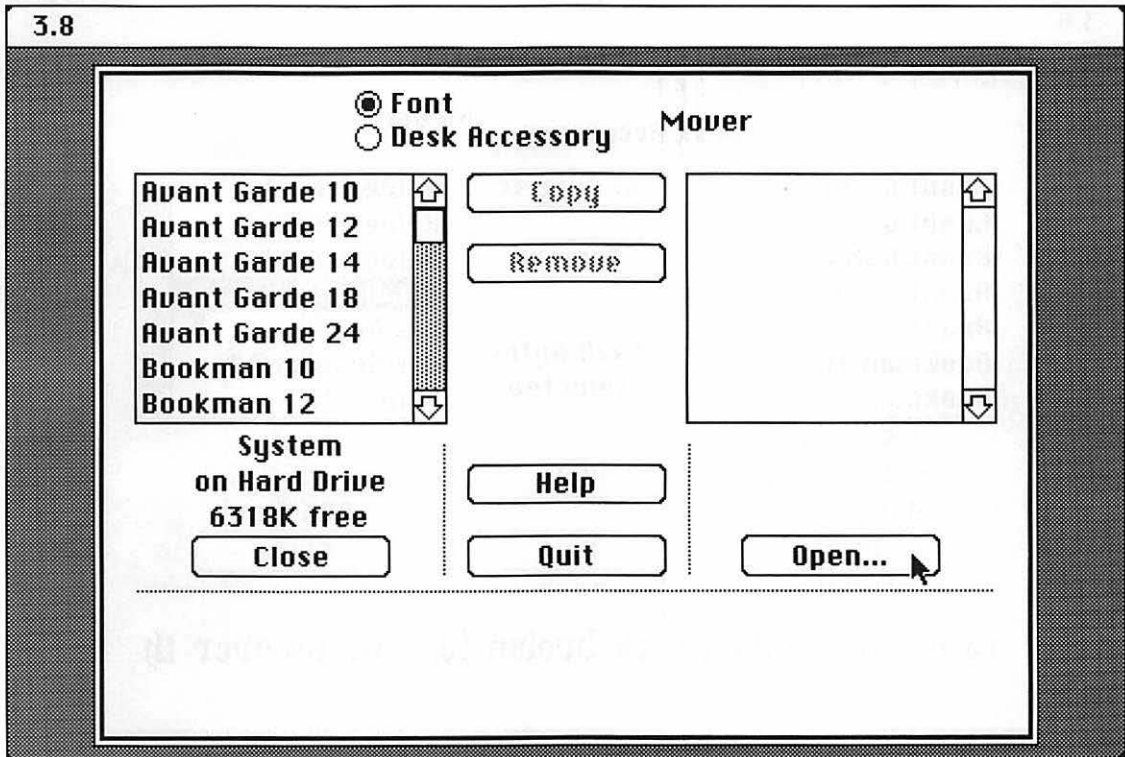 3.8
Font
Desk Accessory
Mover
Avant Garde 10
Avant Garde 12
Avant Garde 14
Avant Garde 18
Avant Garde 24
Bookman 10
Bookman 12
Copy
Remove
System
on Hard Drive
6318K free
Close
Help
Quit
Open...